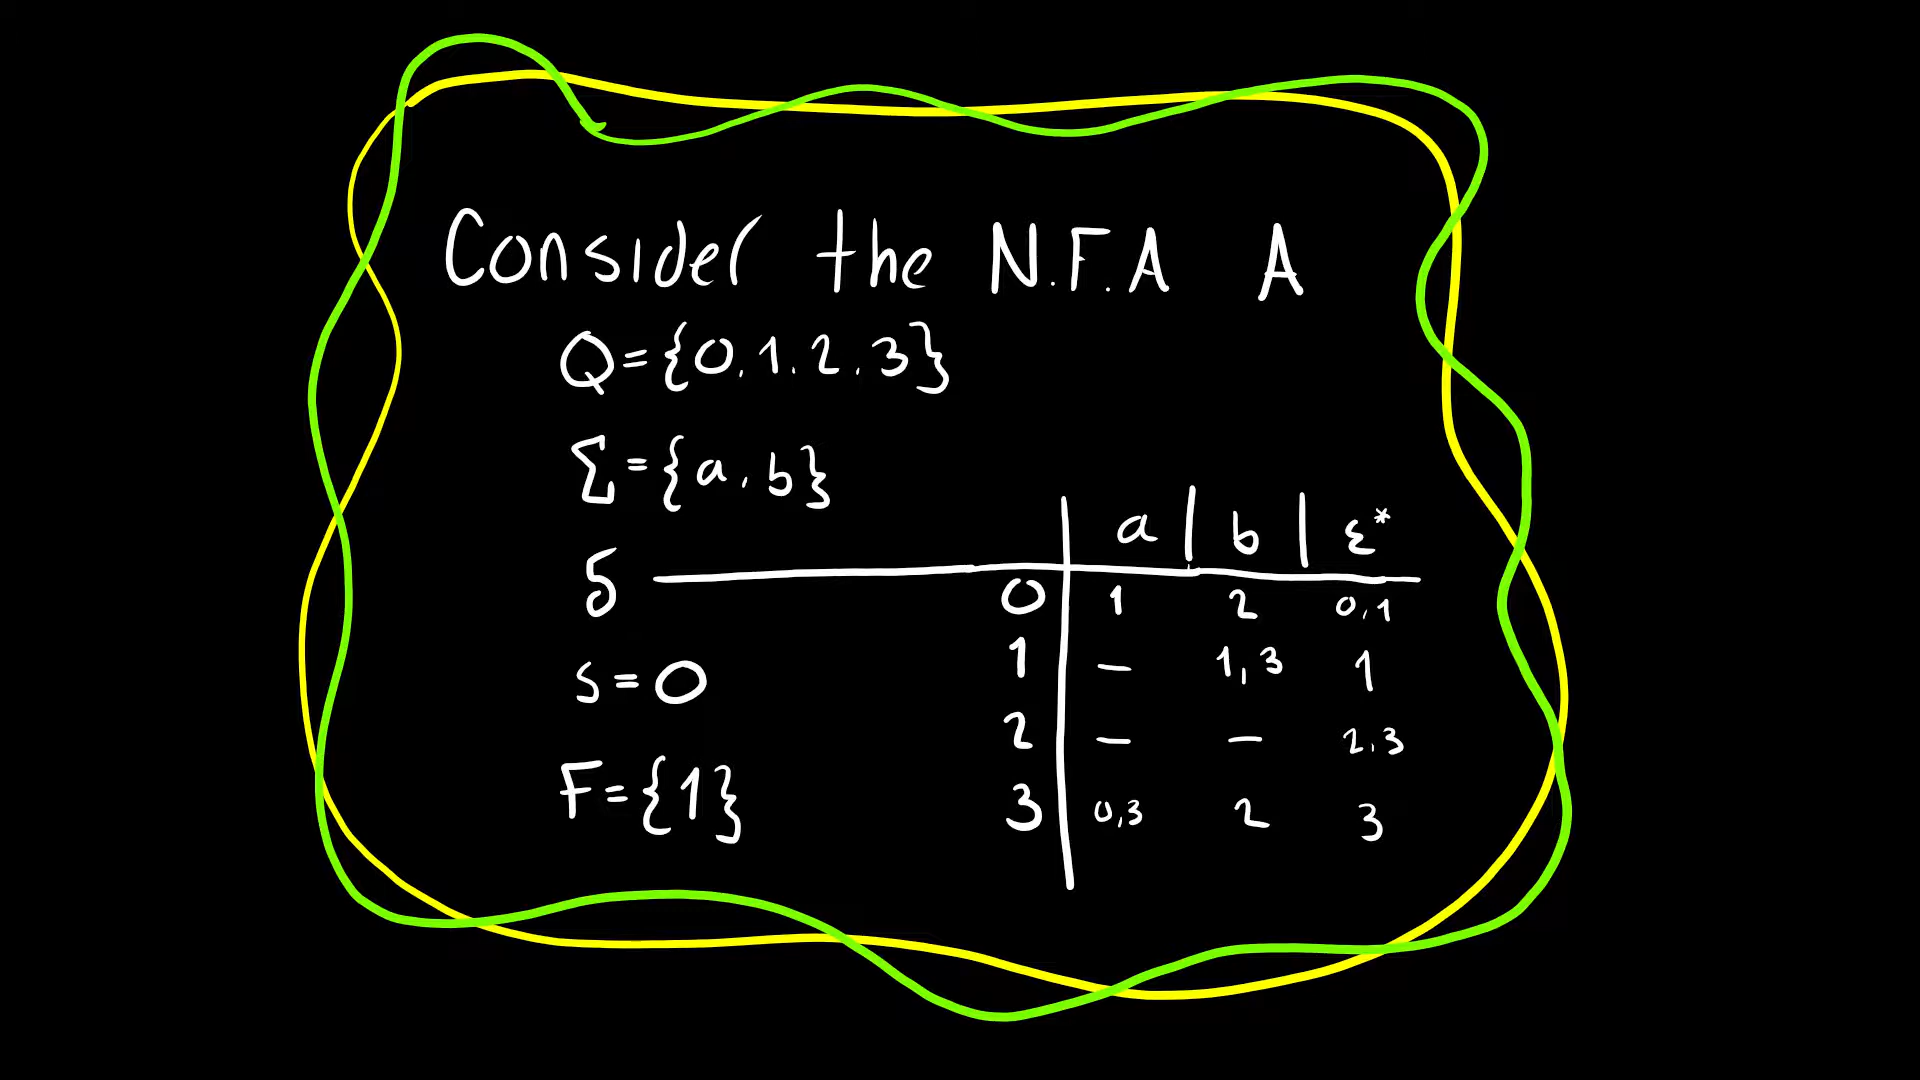 Consider the N.F.A A
Q={0,1,2,3}
Σ={a,b}
a | b | ε*
δ 0 1 2 0,1
1 — 1,3 1
s=0
2 — — 2,3
F={1}
3 0,3 2 3